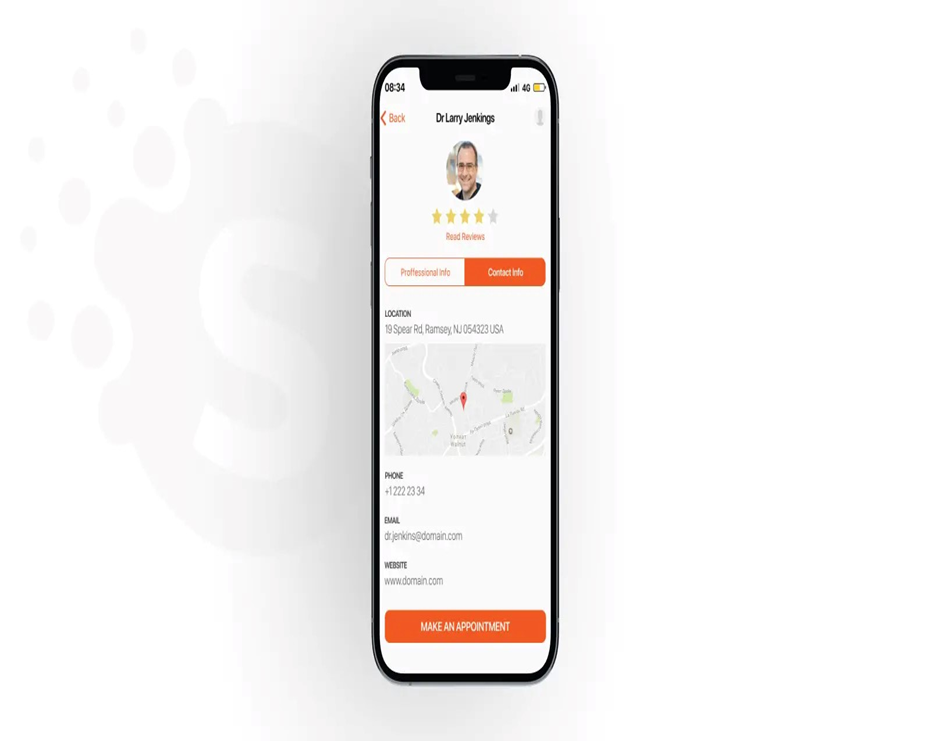 08:34
4G
Back
Dr Larry Jenkings
Read Reviews
Proffessional Info
Contact Info
LOCATION
19 Spear Rd, Ramsey, NJ 054323 USA
PHONE
+1 222 23 34
EMAIL
dr.jenkins@domain.com
WEBSITE
www.domain.com
MAKE AN APPOINTMENT
S